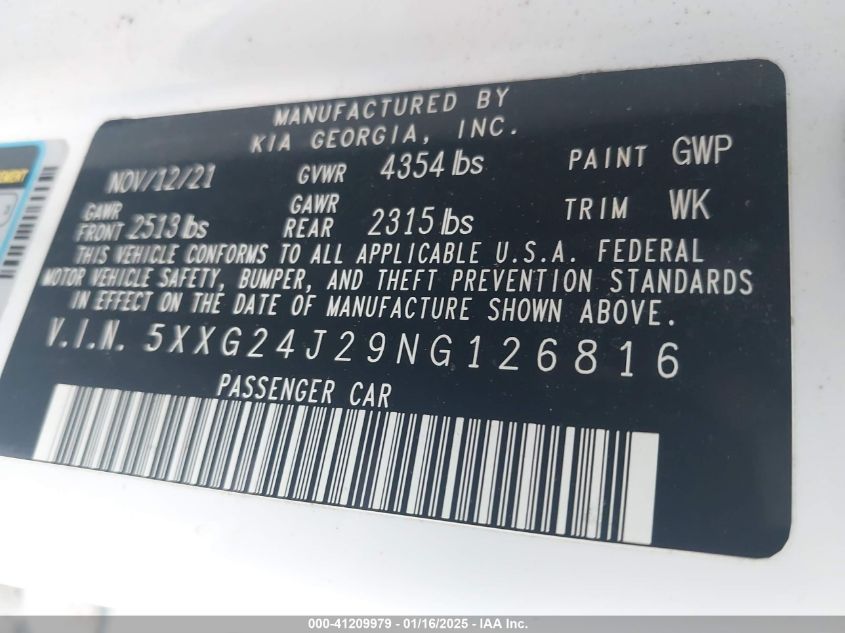 MANUFACTURED BY
KIA GEORGIA, INC.
NOV/12/21 GVWR 4354 lbs PAINT GWP
GAWR FRONT 2513 lbs GAWR REAR 2315 lbs TRIM WK
THIS VEHICLE CONFORMS TO ALL APPLICABLE U.S.A. FEDERAL
MOTOR VEHICLE SAFETY, BUMPER, AND THEFT PREVENTION STANDARDS
IN EFFECT ON THE DATE OF MANUFACTURE SHOWN ABOVE.
V.I.N. 5XXG24J29NG126816
PASSENGER CAR
000-41209979 - 01/16/2025 - IAA Inc.